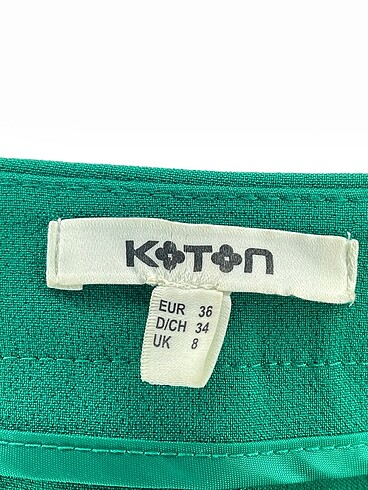 KOTON
EUR 36
D/CH 34
UK 8